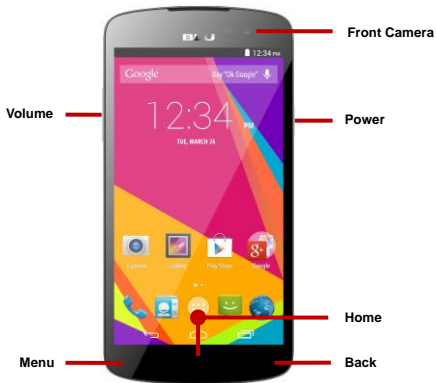 Front Camera
BLU
12:34 PM
Google Say "Ok Google"
Volume
12:34 PM
Power
TUE, MARCH 26
Camera Gallery Play Store Google
Home
Menu
Back